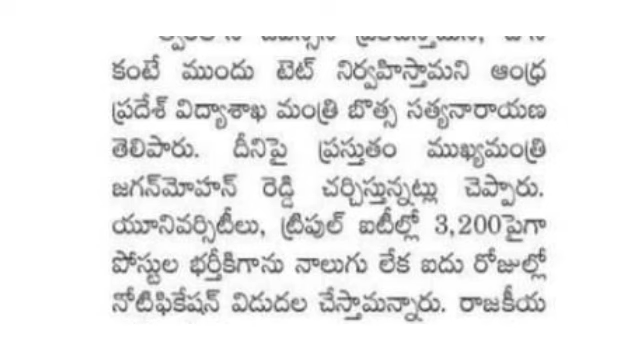 కంటే ముందు టెట్ నిర్వహిస్తామని ఆంధ్ర
ప్రదేశ్ విద్యాశాఖ మంత్రి బొత్స సత్యనారాయణ
తెలిపారు. దీనిపై ప్రస్తుతం ముఖ్యమంత్రి
జగన్‌మోహన్ రెడ్డి చర్చిస్తున్నట్లు చెప్పారు.
యూనివర్సిటీలు, ట్రిపుల్ ఐటీల్లో 3,200పైగా
పోస్టుల భర్తీకిగాను నాలుగు లేక ఐదు రోజుల్లో
నోటిఫికేషన్ విడుదల చేస్తామన్నారు. రాజకీయ